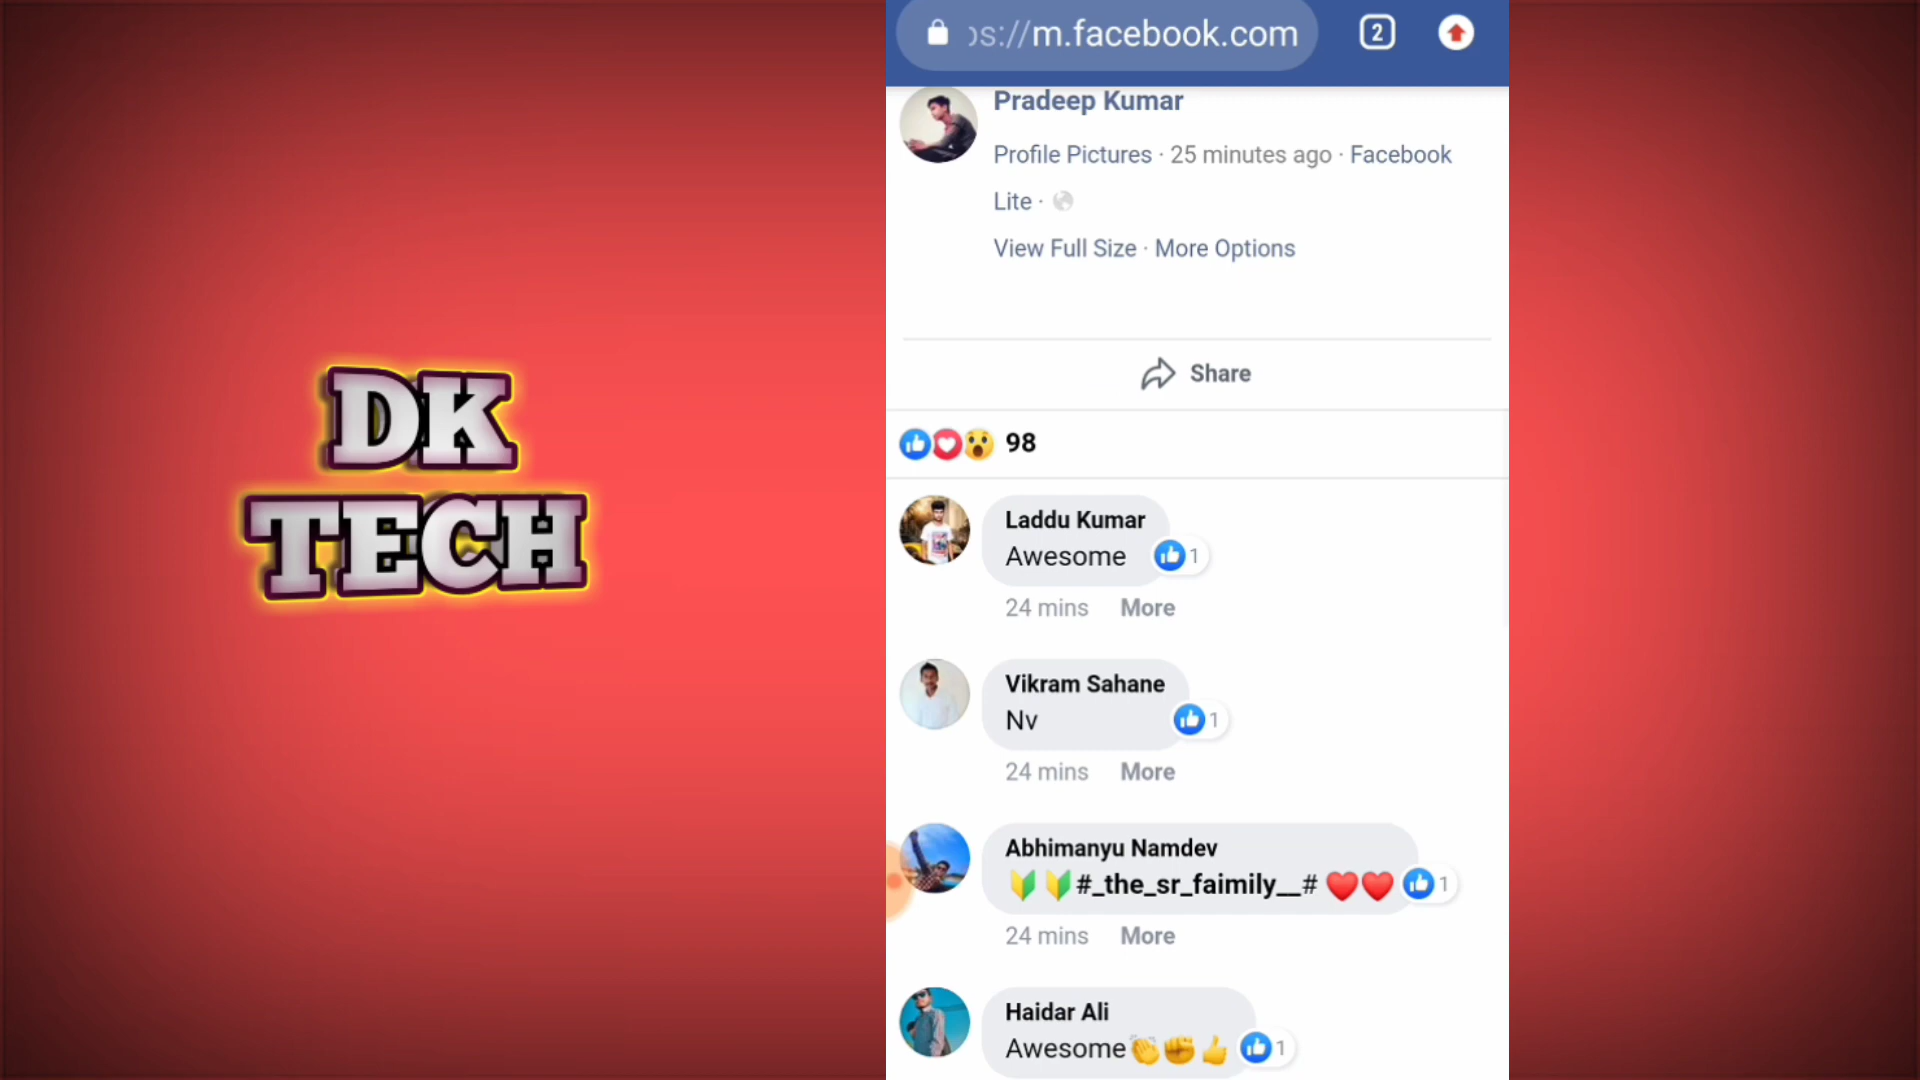 DK
TECH
ps://m.facebook.com
2
Pradeep Kumar
Profile Pictures · 25 minutes ago · Facebook
Lite ·
View Full Size · More Options
Share
98
Laddu Kumar
Awesome
1
24 mins More
Vikram Sahane
Nv
1
24 mins More
Abhimanyu Namdev
🔰🔰#_the_sr_faimily__# ❤️❤️
1
24 mins More
Haidar Ali
Awesome👏✊👍
1